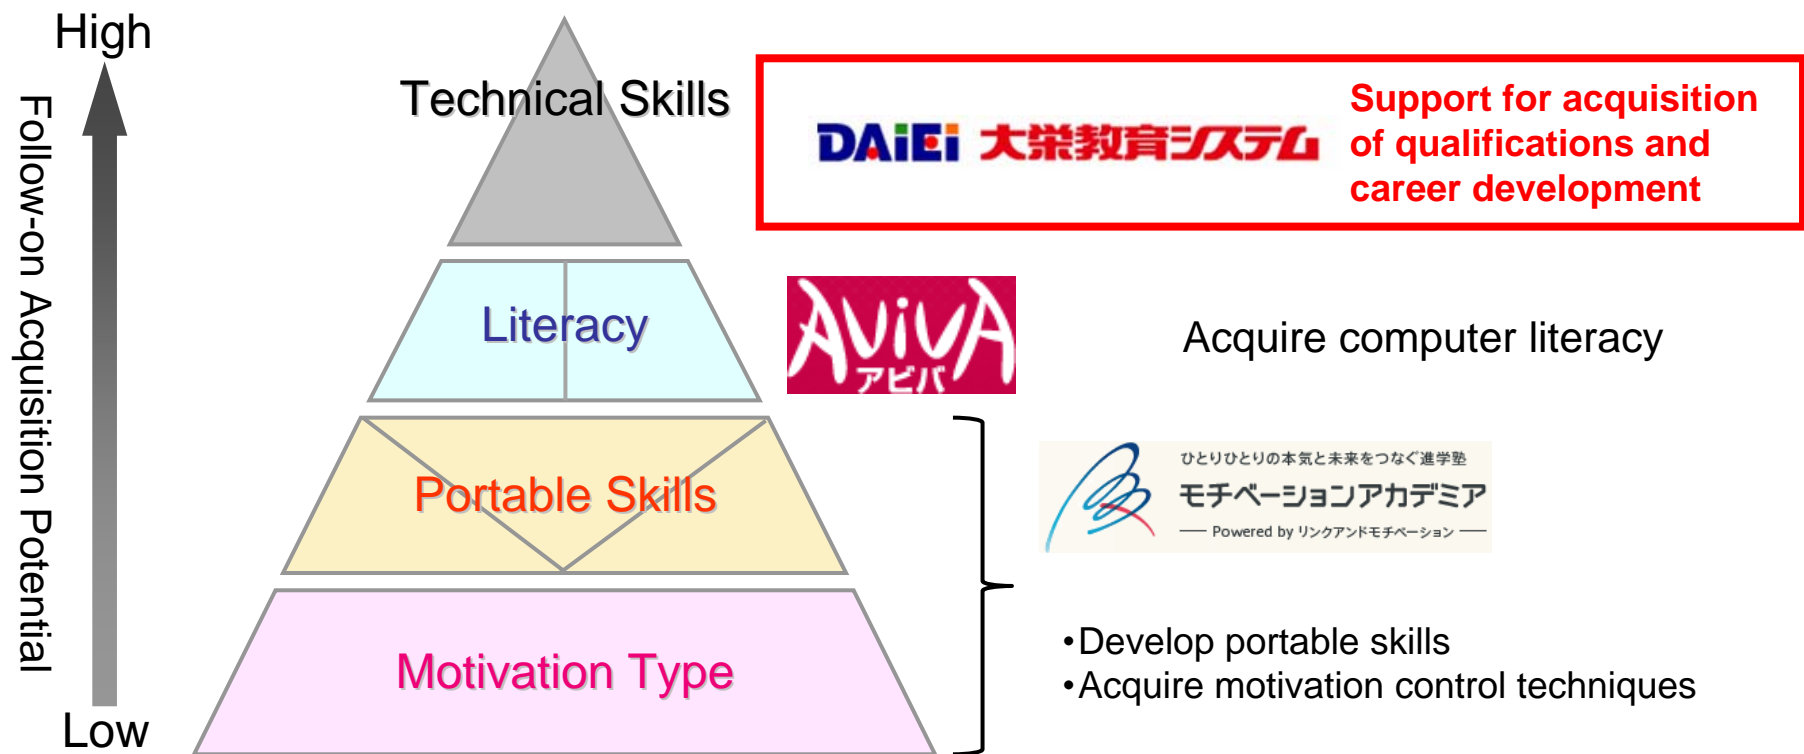 High
Follow-on Acquisition Potential
Low
Technical Skills
DAiEi 大栄教育システム
Support for acquisition
of qualifications and
career development
Literacy
AViVA
アビバ
Acquire computer literacy
Portable Skills
ひとりひとりの本気と未来をつなぐ進学塾
モチベーションアカデミア
Powered by リンクアンドモチベーション
Motivation Type
•Develop portable skills
•Acquire motivation control techniques